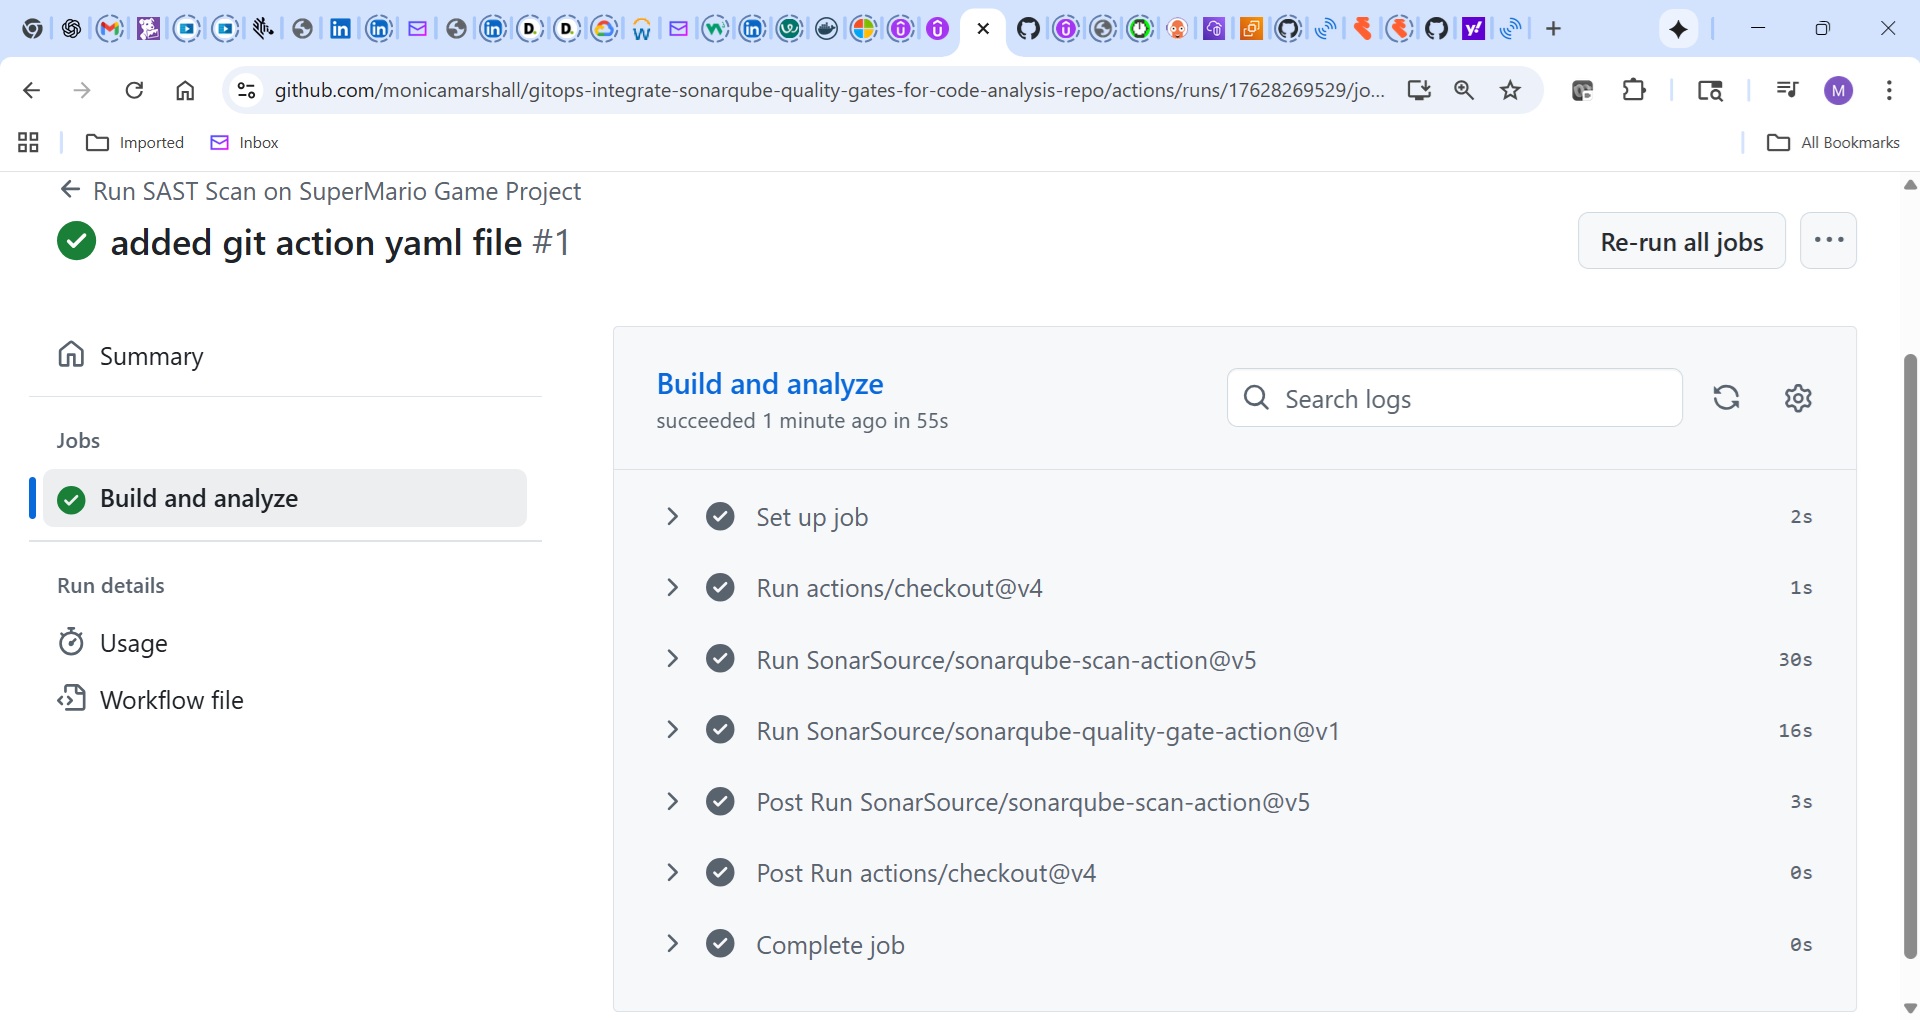 github.com/monicamarshall/gitops-integrate-sonarqube-quality-gates-for-code-analysis-repo/actions/runs/17628269529/jo...
M
Imported
Inbox
All Bookmarks
Run SAST Scan on SuperMario Game Project
added git action yaml file #1
Re-run all jobs
Summary
Jobs
Build and analyze
Run details
Usage
Workflow file
Build and analyze
succeeded 1 minute ago in 55s
Search logs
Set up job 2s
Run actions/checkout@v4 1s
Run SonarSource/sonarqube-scan-action@v5 30s
Run SonarSource/sonarqube-quality-gate-action@v1 16s
Post Run SonarSource/sonarqube-scan-action@v5 3s
Post Run actions/checkout@v4 0s
Complete job 0s